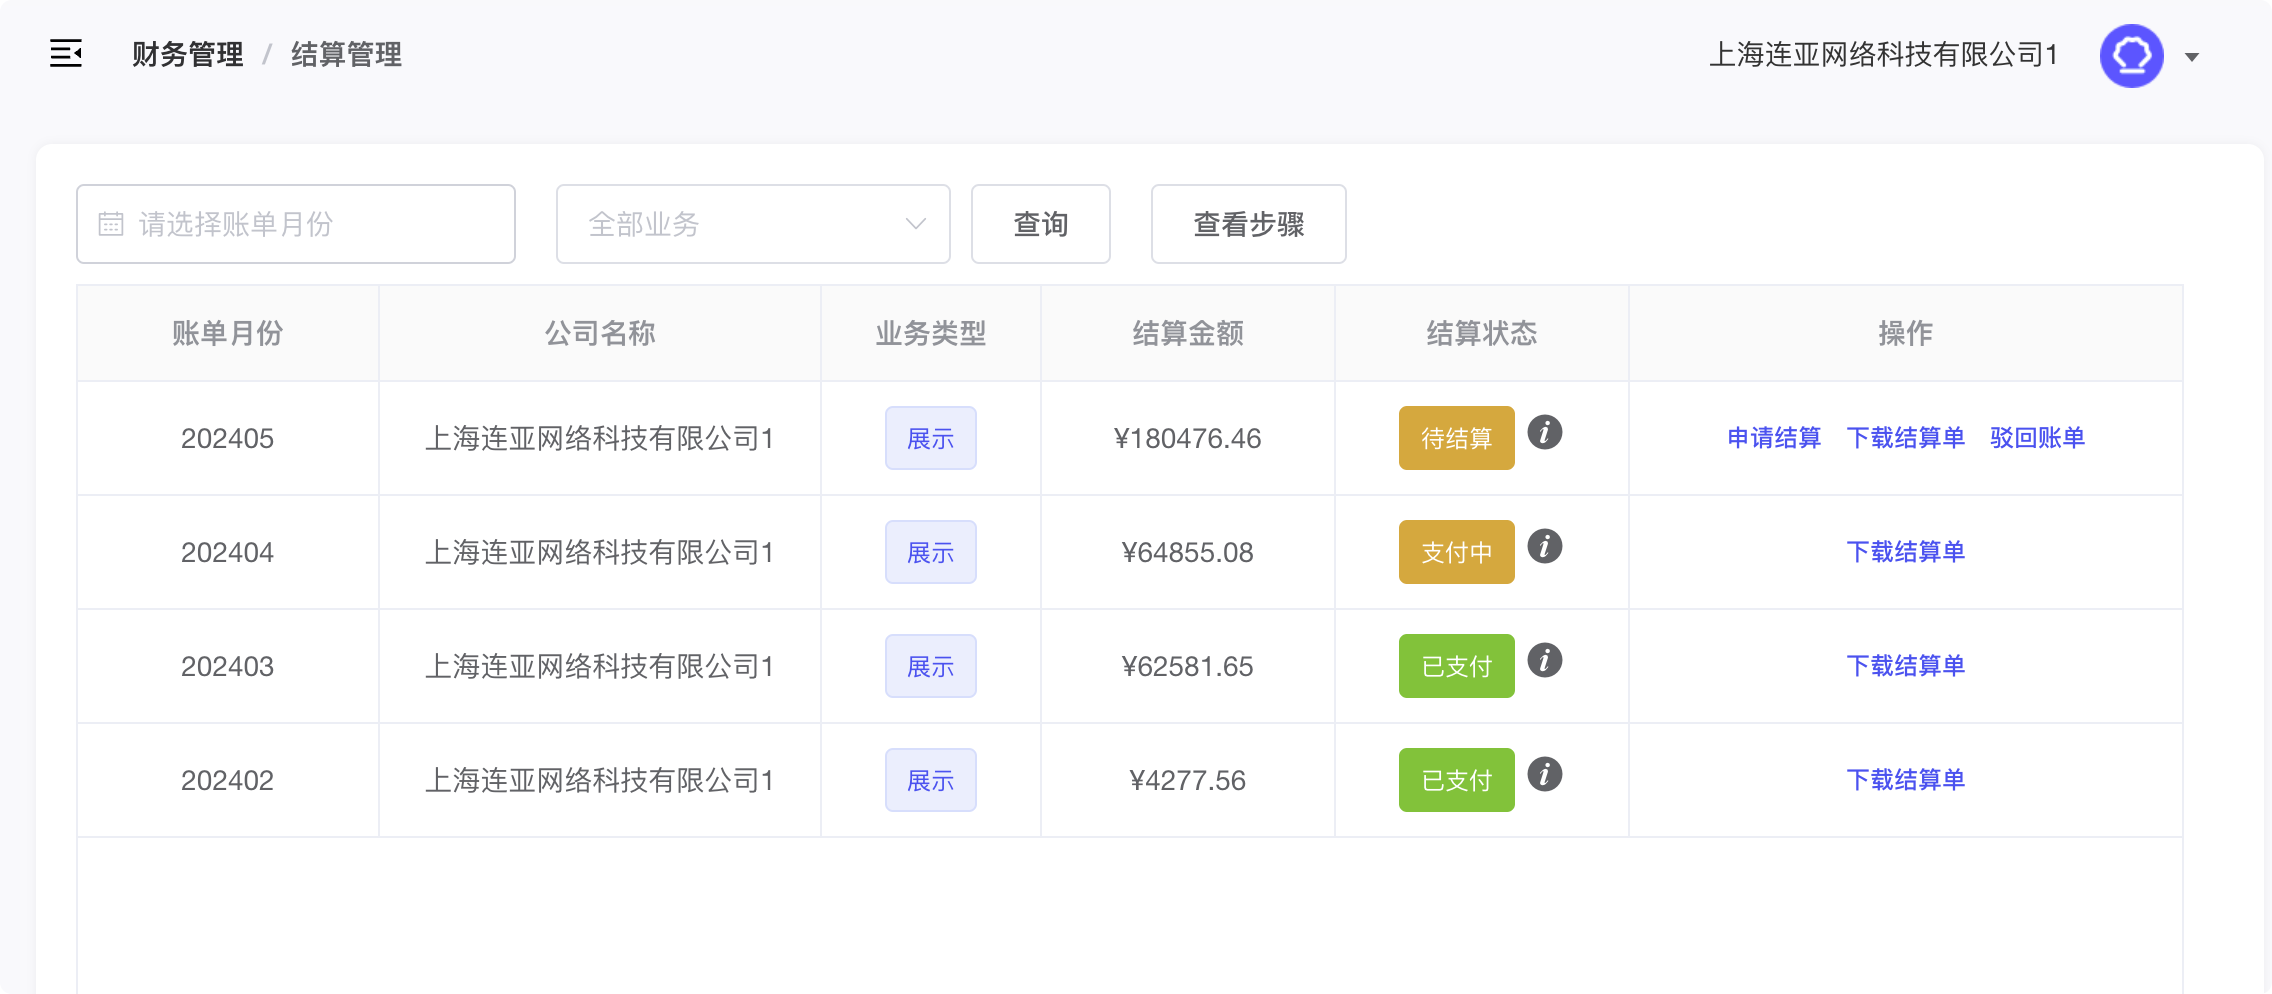 财务管理 / 结算管理
上海连亚网络科技有限公司1
请选择账单月份 全部业务 查询 查看步骤
账单月份 公司名称 业务类型 结算金额 结算状态 操作
202405 上海连亚网络科技有限公司1 展示 ¥180476.46 待结算 i 申请结算 下载结算单 驳回账单
202404 上海连亚网络科技有限公司1 展示 ¥64855.08 支付中 i 下载结算单
202403 上海连亚网络科技有限公司1 展示 ¥62581.65 已支付 i 下载结算单
202402 上海连亚网络科技有限公司1 展示 ¥4277.56 已支付 i 下载结算单